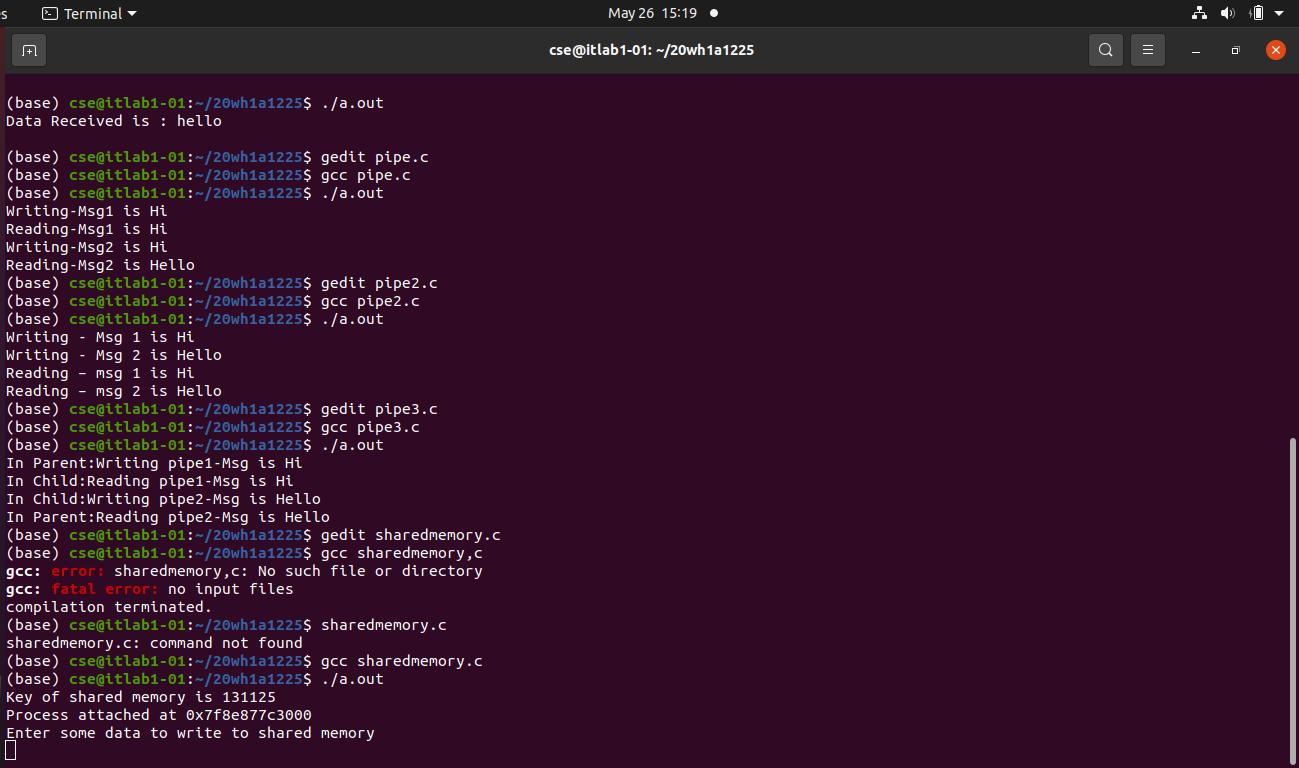 s Terminal May 26 15:19
cse@itlab1-01: ~/20wh1a1225
(base) cse@itlab1-01:~/20wh1a1225$ ./a.out
Data Received is : hello
(base) cse@itlab1-01:~/20wh1a1225$ gedit pipe.c
(base) cse@itlab1-01:~/20wh1a1225$ gcc pipe.c
(base) cse@itlab1-01:~/20wh1a1225$ ./a.out
Writing-Msg1 is Hi
Reading-Msg1 is Hi
Writing-Msg2 is Hi
Reading-Msg2 is Hello
(base) cse@itlab1-01:~/20wh1a1225$ gedit pipe2.c
(base) cse@itlab1-01:~/20wh1a1225$ gcc pipe2.c
(base) cse@itlab1-01:~/20wh1a1225$ ./a.out
Writing - Msg 1 is Hi
Writing - Msg 2 is Hello
Reading – msg 1 is Hi
Reading – msg 2 is Hello
(base) cse@itlab1-01:~/20wh1a1225$ gedit pipe3.c
(base) cse@itlab1-01:~/20wh1a1225$ gcc pipe3.c
(base) cse@itlab1-01:~/20wh1a1225$ ./a.out
In Parent:Writing pipe1-Msg is Hi
In Child:Reading pipe1-Msg is Hi
In Child:Writing pipe2-Msg is Hello
In Parent:Reading pipe2-Msg is Hello
(base) cse@itlab1-01:~/20wh1a1225$ gedit sharedmemory.c
(base) cse@itlab1-01:~/20wh1a1225$ gcc sharedmemory,c
gcc: error: sharedmemory,c: No such file or directory
gcc: fatal error: no input files
compilation terminated.
(base) cse@itlab1-01:~/20wh1a1225$ sharedmemory.c
sharedmemory.c: command not found
(base) cse@itlab1-01:~/20wh1a1225$ gcc sharedmemory.c
(base) cse@itlab1-01:~/20wh1a1225$ ./a.out
Key of shared memory is 131125
Process attached at 0x7f8e877c3000
Enter some data to write to shared memory